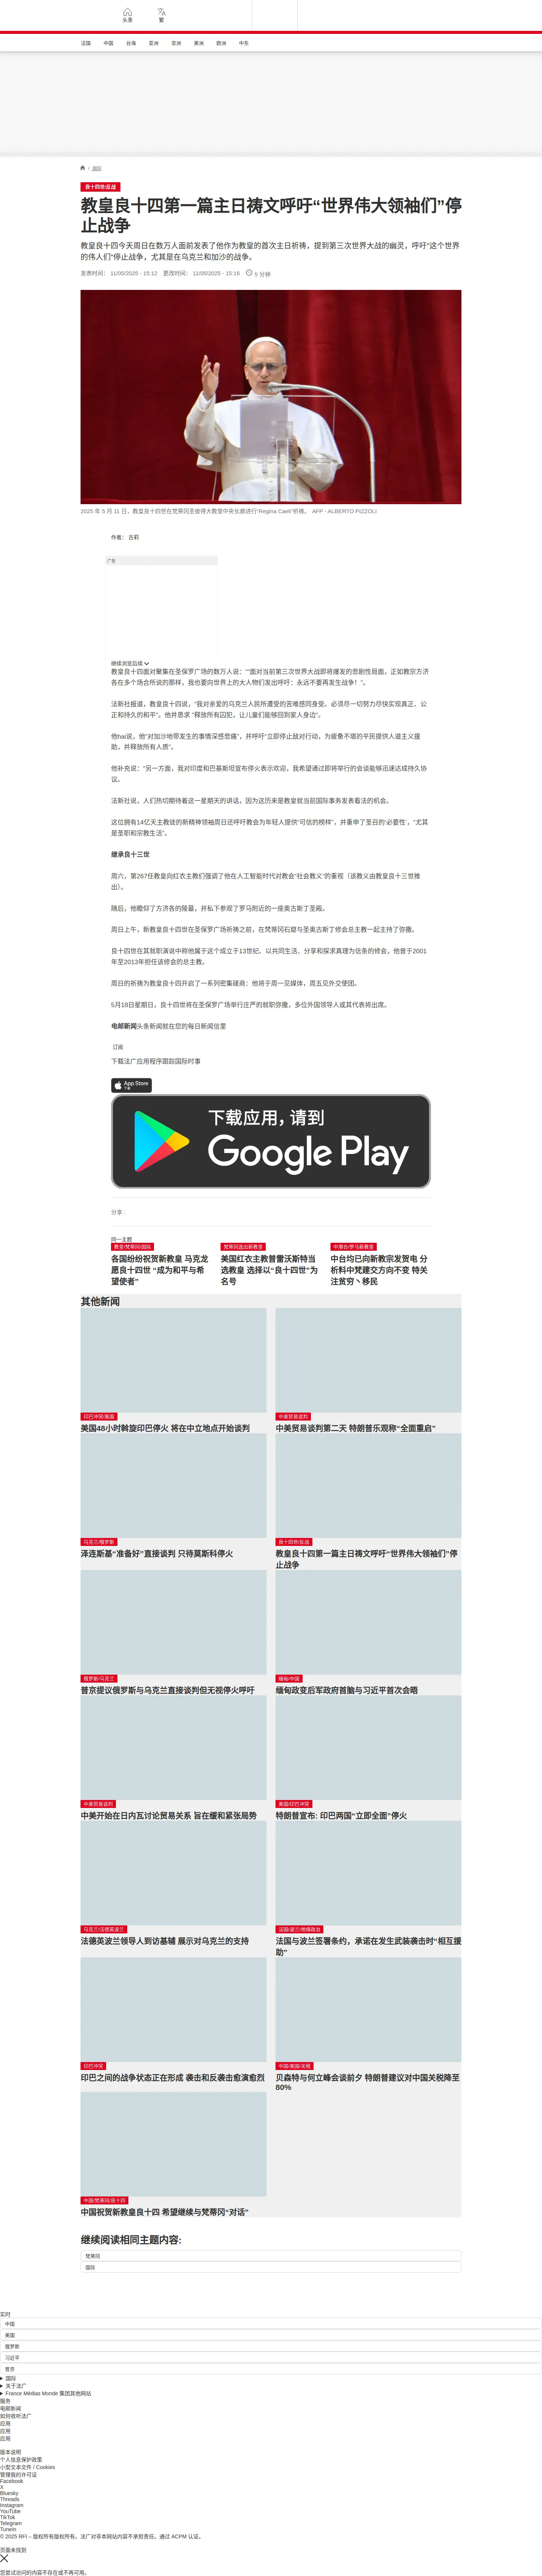 头条
繁
法国
中国
台海
亚洲
非洲
美洲
欧洲
中东
/ 国际
良十四世/反战
教皇良十四第一篇主日祷文呼吁“世界伟大领袖们”停
止战争
教皇良十四今天周日在数万人面前发表了他作为教皇的首次主日祈祷，提到第三次世界大战的幽灵，呼吁“这个世界
的伟人们”停止战争，尤其是在乌克兰和加沙的战争。
发表时间： 11/05/2025 - 15:12 更改时间： 11/05/2025 - 15:16 5 分钟
2025 年 5 月 11 日，教皇良十四世在梵蒂冈圣彼得大教堂中央长廊进行“Regina Caeli”祈祷。 AFP - ALBERTO PIZZOLI
作者： 古莉
广告
继续浏览后续
教皇良十四面对聚集在圣保罗广场的数万人说：““面对当前第三次世界大战即将爆发的悲剧性局面，正如教宗方济
各在多个场合所说的那样，我也要向世界上的大人物们发出呼吁：永远不要再发生战争！”。
法新社报道，教皇良十四说，“我对亲爱的乌克兰人民所遭受的苦难感同身受。必须尽一切努力尽快实现真正、公
正和持久的和平”。他并恳求 “释放所有囚犯，让儿童们能够回到家人身边”。
他hai说，他“对加沙地带发生的事情深感悲痛”，并呼吁“立即停止敌对行动，为疲惫不堪的平民提供人道主义援
助，并释放所有人质”。
他补充说：“另一方面，我对印度和巴基斯坦宣布停火表示欢迎，我希望通过即将举行的会谈能够迅速达成持久协
议。
法新社说，人们热切期待着这一星期天的讲话，因为这历来是教皇就当前国际事务发表看法的机会。
这位拥有14亿天主教徒的新精神领袖周日还呼吁教会为年轻人提供“可信的榜样”，并重申了圣召的‘必要性’，“尤其
是圣职和宗教生活”。
继承良十三世
周六，第267任教皇向红衣主教们强调了他在人工智能时代对教会“社会教义”的重视（该教义由教皇良十三世推
出）。
随后，他瞻仰了方济各的陵墓，并私下参观了罗马附近的一座奥古斯丁圣殿。
周日上午，新教皇良十四世在圣保罗广场祈祷之前，在梵蒂冈石窟与圣奥古斯丁修会总主教一起主持了弥撒。
良十四世在其就职演说中称他属于这个成立于13世纪、以共同生活、分享和探求真理为信条的修会，他曾于2001
年至2013年担任该修会的总主教。
周日的祈祷为教皇良十四开启了一系列密集磋商：他将于周一见媒体，周五见外交使团。
5月18日星期日，良十四世将在圣保罗广场举行庄严的就职弥撒，多位外国领导人或其代表将出席。
电邮新闻头条新闻就在您的每日新闻信里
订阅
下载法广应用程序跟踪国际时事
App Store
下载应用，请到
Google Play
分享 :
同一主题
教皇/梵蒂冈/国际
各国纷纷祝贺新教皇 马克龙
愿良十四世 “成为和平与希
望使者”
梵蒂冈选出新教皇
美国红衣主教普雷沃斯特当
选教皇 选择以“良十四世”为
名号
中港台/罗马新教皇
中台均已向新教宗发贺电 分
析料中梵建交方向不变 特关
注贫穷丶移民
其他新闻
印巴冲突/美国
美国48小时斡旋印巴停火 将在中立地点开始谈判
中美贸易谈判
中美贸易谈判第二天 特朗普乐观称“全面重启”
乌克兰/俄罗斯
泽连斯基“准备好”直接谈判 只待莫斯科停火
良十四世/反战
教皇良十四第一篇主日祷文呼吁“世界伟大领袖们”停
止战争
俄罗斯/乌克兰
普京提议俄罗斯与乌克兰直接谈判但无视停火呼吁
缅甸/中国
缅甸政变后军政府首脑与习近平首次会晤
中美贸易谈判
中美开始在日内瓦讨论贸易关系 旨在缓和紧张局势
美国/印巴冲突
特朗普宣布: 印巴两国“立即全面”停火
乌克兰/法德英波兰
法德英波兰领导人到访基辅 展示对乌克兰的支持
法国/波兰/地缘政治
法国与波兰签署条约，承诺在发生武装袭击时“相互援
助”
印巴冲突
印巴之间的战争状态正在形成 袭击和反袭击愈演愈烈
中国/美国/关税
贝森特与何立峰会谈前夕 特朗普建议对中国关税降至
80%
中国/梵蒂冈/良十四
中国祝贺新教皇良十四 希望继续与梵蒂冈“对话”
继续阅读相同主题内容:
梵蒂冈
国际
实时
中国
美国
俄罗斯
习近平
普京
国际
关于法广
France Médias Monde 集团其他网站
服务
电邮新闻
如何收听法广
应用
应用
应用
版本说明
个人信息保护政策
小型文本文件 / Cookies
管理我的许可证
Facebook
X
Bluesky
Threads
Instagram
YouTube
TikTok
Telegram
TuneIn
© 2025 RFI – 版权所有版权所有。法广对非本网站内容不承担责任。通过 ACPM 认证。
页面未找到
您尝试访问的内容不存在或不再可用。